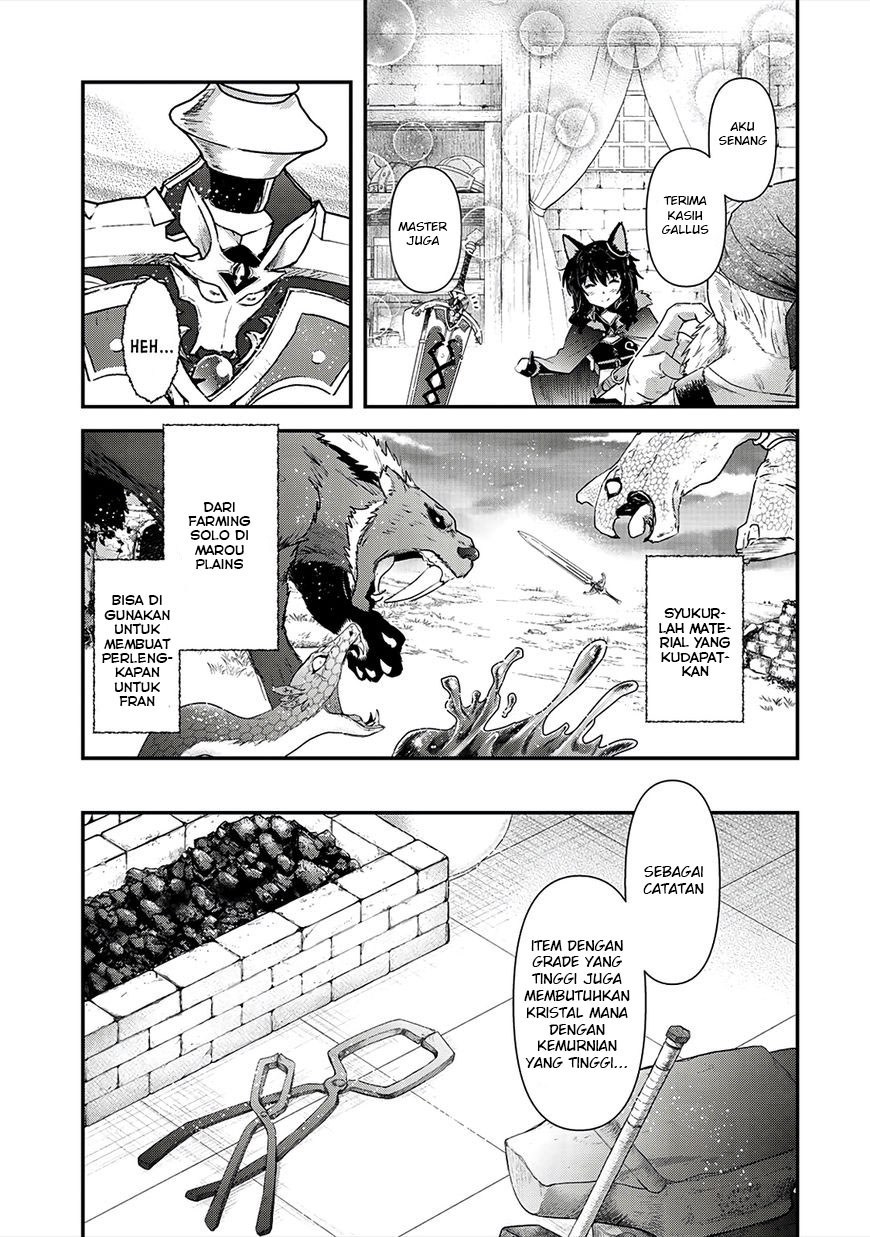 AKU
SENANG
TERIMA
KASIH
GALLUS
MASTER
JUGA
HEH...
SYUKUR-
LAH MATE-
RIAL YANG
KUDAPAT-
KAN
DARI
FARMING
SOLO DI
MAROU
PLAINS
BISA DI
GUNAKAN
UNTUK
MEMBUAT
PERLENG-
KAPAN
UNTUK
FRAN
SEBAGAI
CATATAN
ITEM DENGAN
GRADE YANG
TINGGI JUGA
MEMBUTUHKAN
KRISTAL MANA
DENGAN
KEMURNIAN
YANG TINGGI...